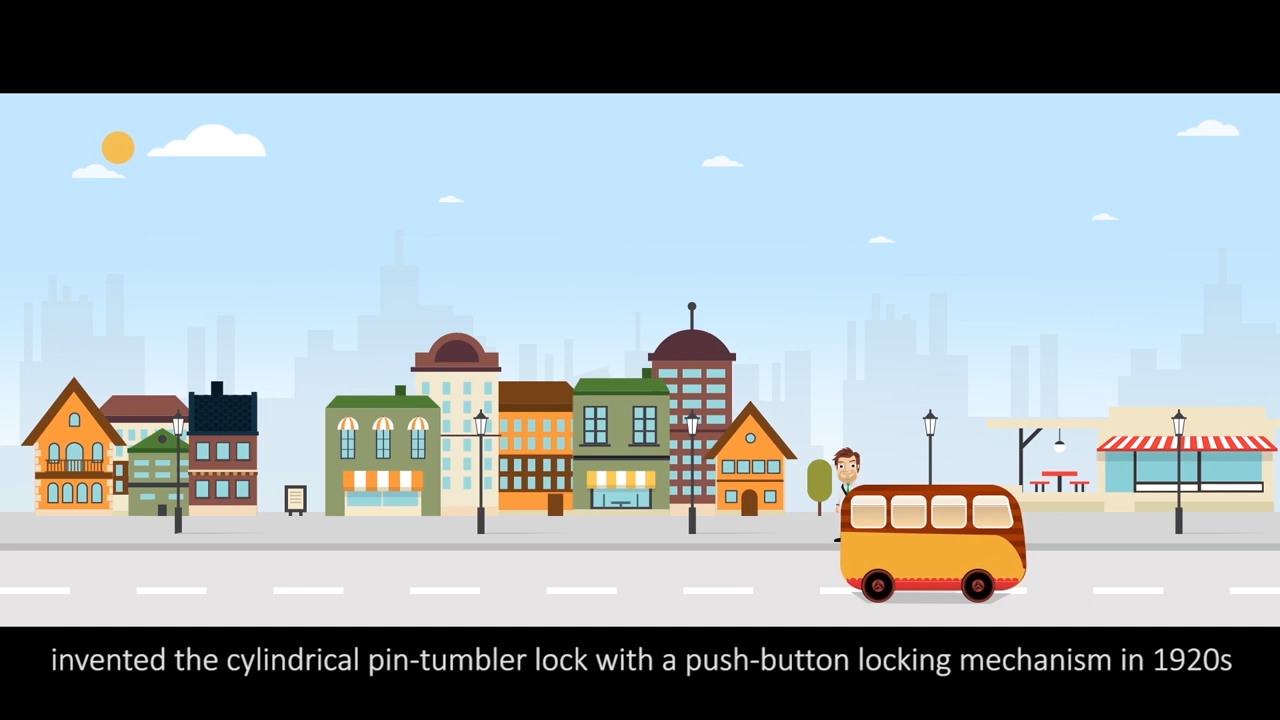 invented the cylindrical pin-tumbler lock with a push-button locking mechanism in 1920s